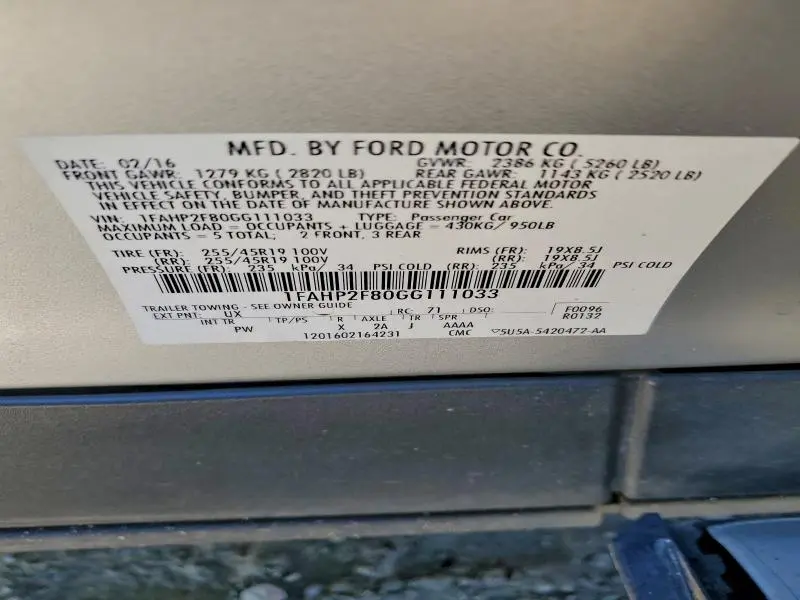 MFD. BY FORD MOTOR CO.
DATE: 02/16 GVWR: 2386 KG ( 5260 LB)
FRONT GAWR: 1279 KG ( 2820 LB) REAR GAWR: 1143 KG ( 2520 LB)
THIS VEHICLE CONFORMS TO ALL APPLICABLE FEDERAL MOTOR
VEHICLE SAFETY, BUMPER, AND THEFT PREVENTION STANDARDS
IN EFFECT ON THE DATE OF MANUFACTURE SHOWN ABOVE.
VIN: 1FAHP2F80GG111033 TYPE: Passenger Car
MAXIMUM LOAD = OCCUPANTS + LUGGAGE = 430KG/ 950LB
OCCUPANTS = 5 TOTAL; 2 FRONT, 3 REAR
TIRE (FR): 255/45R19 100V RIMS (FR): 19X8.5J
(RR): 255/45R19 100V (RR): 19X8.5J
PRESSURE (FR): 235 kPa/ 34 PSI COLD (RR): 235 kPa/ 34 PSI COLD
1FAHP2F80GG111033
TRAILER TOWING - SEE OWNER GUIDE
EXT PNT: UX RC: 71 DSO: F0096
INT TR TP/PS R AXLE TR SPR R0132
PW X 2A J AAAA
1201602164231 CMC 5U5A-5420472-AA